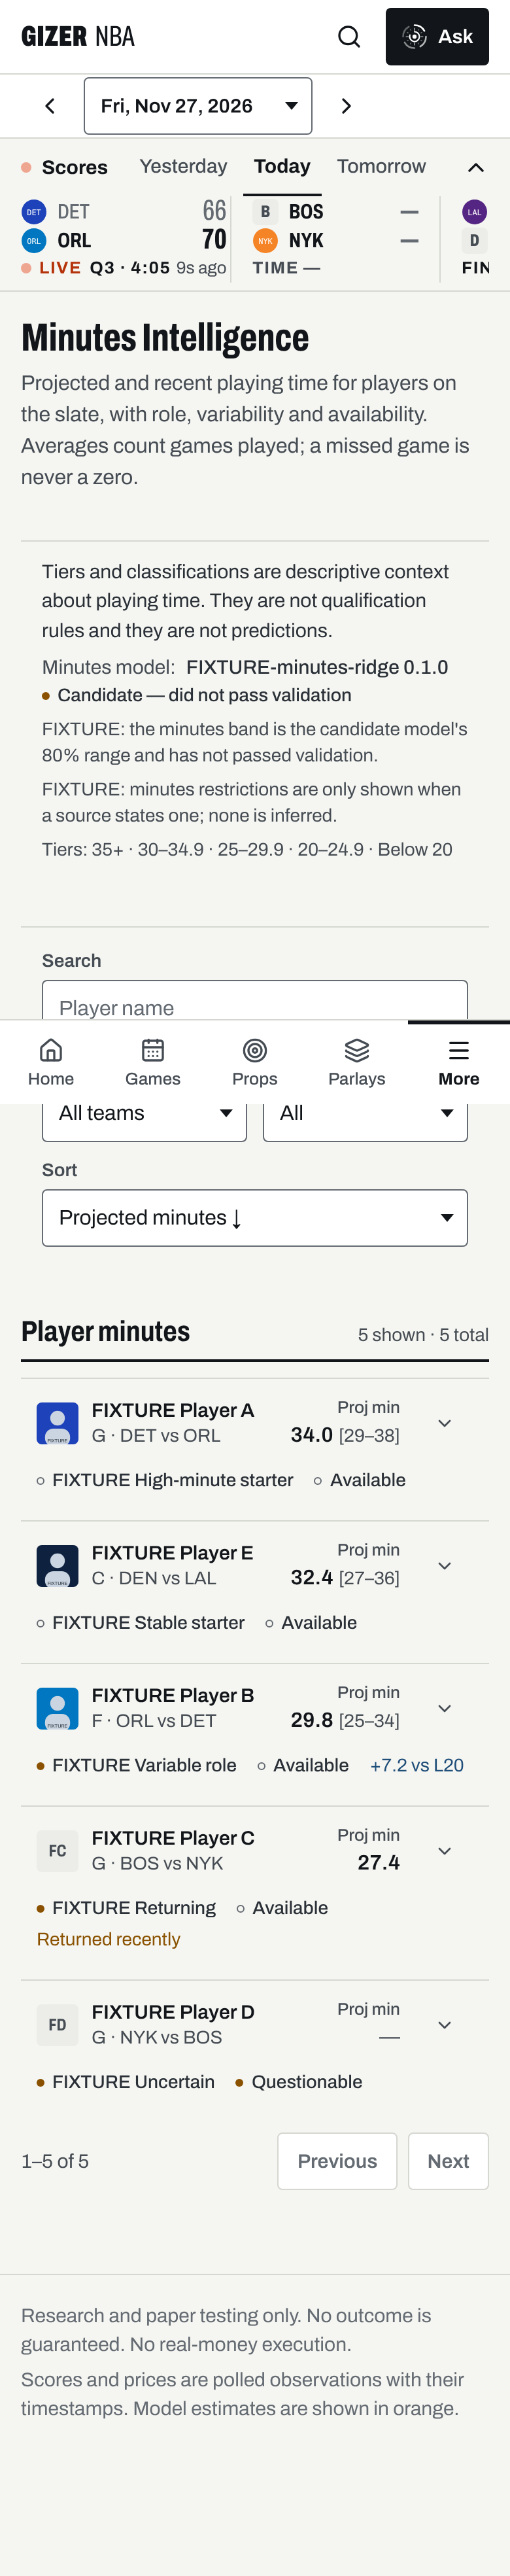 GIZER NBA
Ask
Fri, Nov 27, 2026
Scores Yesterday Today Tomorrow
DET DET 66
ORL ORL 70
LIVE Q3 · 4:05 9s ago
B BOS —
NYK NYK —
TIME —
LAL
D
FIN
Minutes Intelligence
Projected and recent playing time for players on
the slate, with role, variability and availability.
Averages count games played; a missed game is
never a zero.
Tiers and classifications are descriptive context
about playing time. They are not qualification
rules and they are not predictions.
Minutes model: FIXTURE-minutes-ridge 0.1.0
Candidate — did not pass validation
FIXTURE: the minutes band is the candidate model's
80% range and has not passed validation.
FIXTURE: minutes restrictions are only shown when
a source states one; none is inferred.
Tiers: 35+ · 30–34.9 · 25–29.9 · 20–24.9 · Below 20
Search
Player name
Home Games Props Parlays More
All teams All
Sort
Projected minutes ↓
Player minutes 5 shown · 5 total
FIXTURE
FIXTURE Player A Proj min
G · DET vs ORL 34.0 [29–38]
FIXTURE High-minute starter Available
FIXTURE
FIXTURE Player E Proj min
C · DEN vs LAL 32.4 [27–36]
FIXTURE Stable starter Available
FIXTURE
FIXTURE Player B Proj min
F · ORL vs DET 29.8 [25–34]
FIXTURE Variable role Available +7.2 vs L20
FC
FIXTURE Player C Proj min
G · BOS vs NYK 27.4
FIXTURE Returning Available
Returned recently
FD
FIXTURE Player D Proj min
G · NYK vs BOS —
FIXTURE Uncertain Questionable
1–5 of 5 Previous Next
Research and paper testing only. No outcome is
guaranteed. No real-money execution.
Scores and prices are polled observations with their
timestamps. Model estimates are shown in orange.